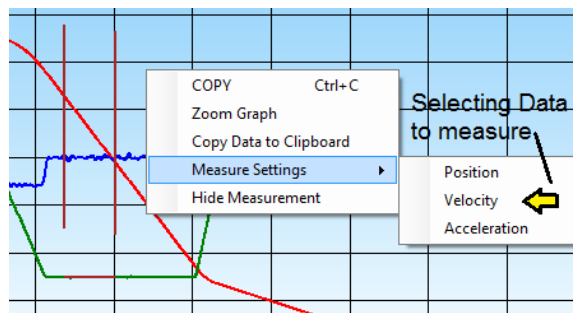 COPY Ctrl+C
Zoom Graph
Copy Data to Clipboard
Measure Settings
Hide Measurement
Selecting Data
to measure
Position
Velocity
Acceleration